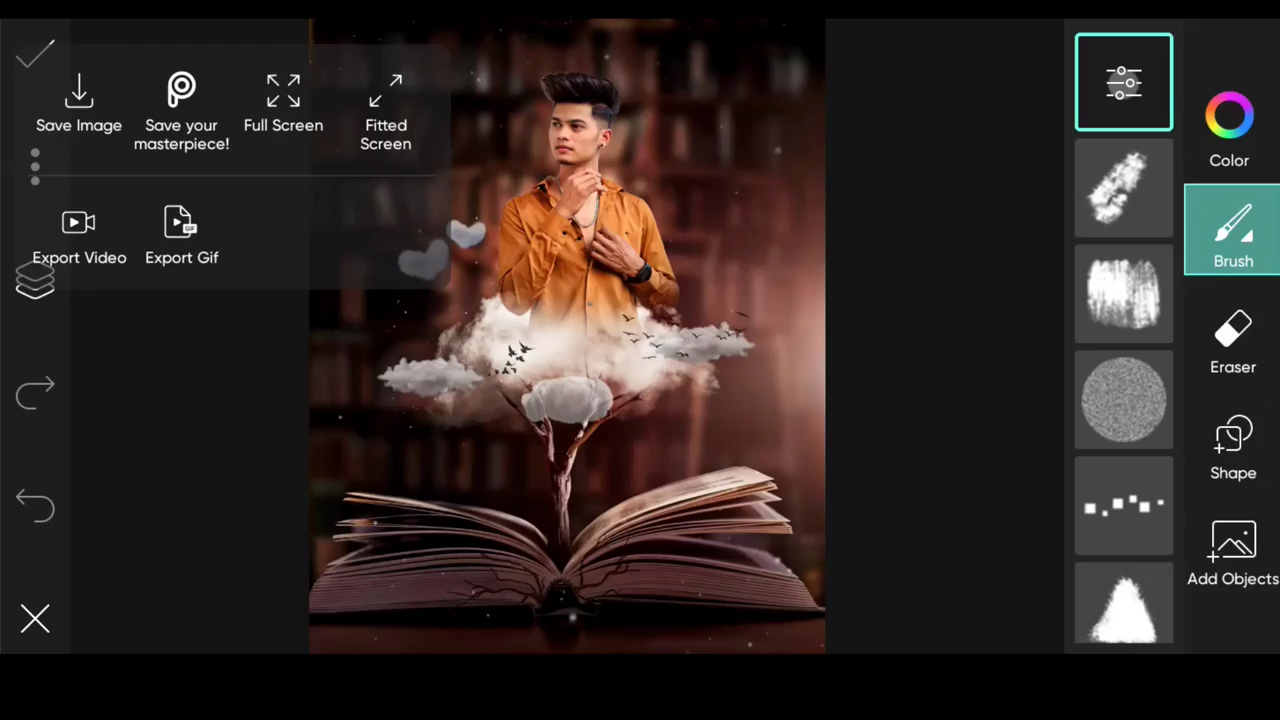 Save Image
Save your
masterpiece!
Full Screen
Fitted
Screen
Export Video
Export Gif
GIF
Color
Brush
Eraser
Shape
Add Objects